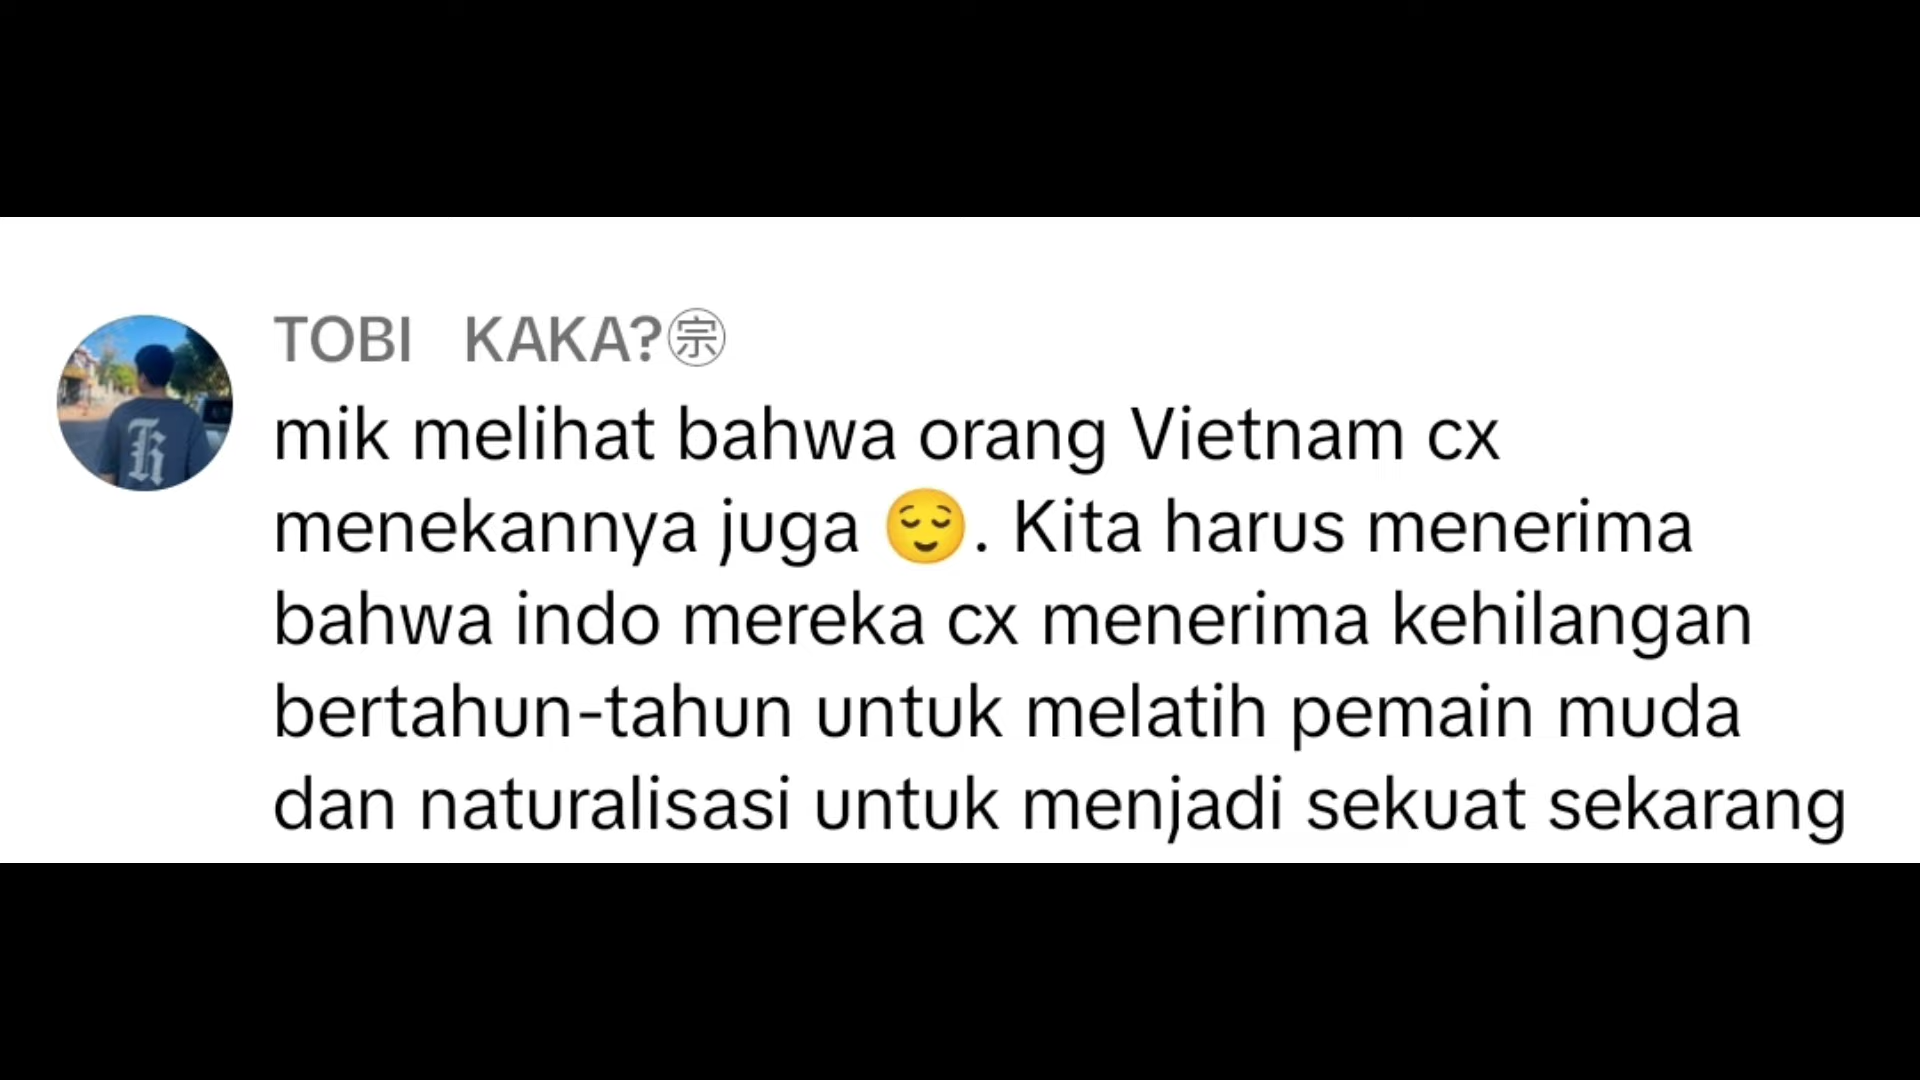 TOBI KAKA?㊪
mik melihat bahwa orang Vietnam cx
menekannya juga 😌. Kita harus menerima
bahwa indo mereka cx menerima kehilangan
bertahun-tahun untuk melatih pemain muda
dan naturalisasi untuk menjadi sekuat sekarang